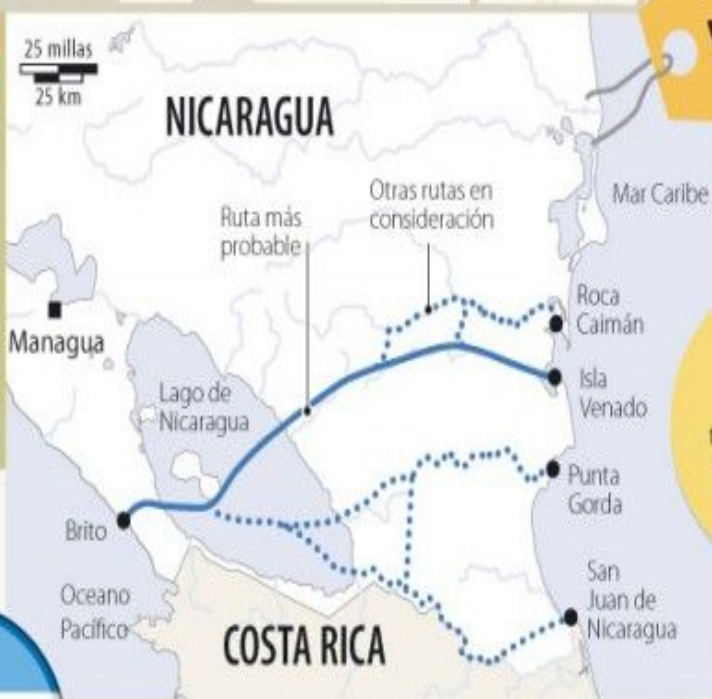 25 millas
25 km
NICARAGUA
Mar Caribe
Otras rutas en
consideración
Ruta más
probable
Roca
Caimán
Managua
Isla
Venado
Lago de
Nicaragua
Punta
Gorda
Brito
San
Juan de
Nicaragua
Oceano
Pacífico
COSTA RICA